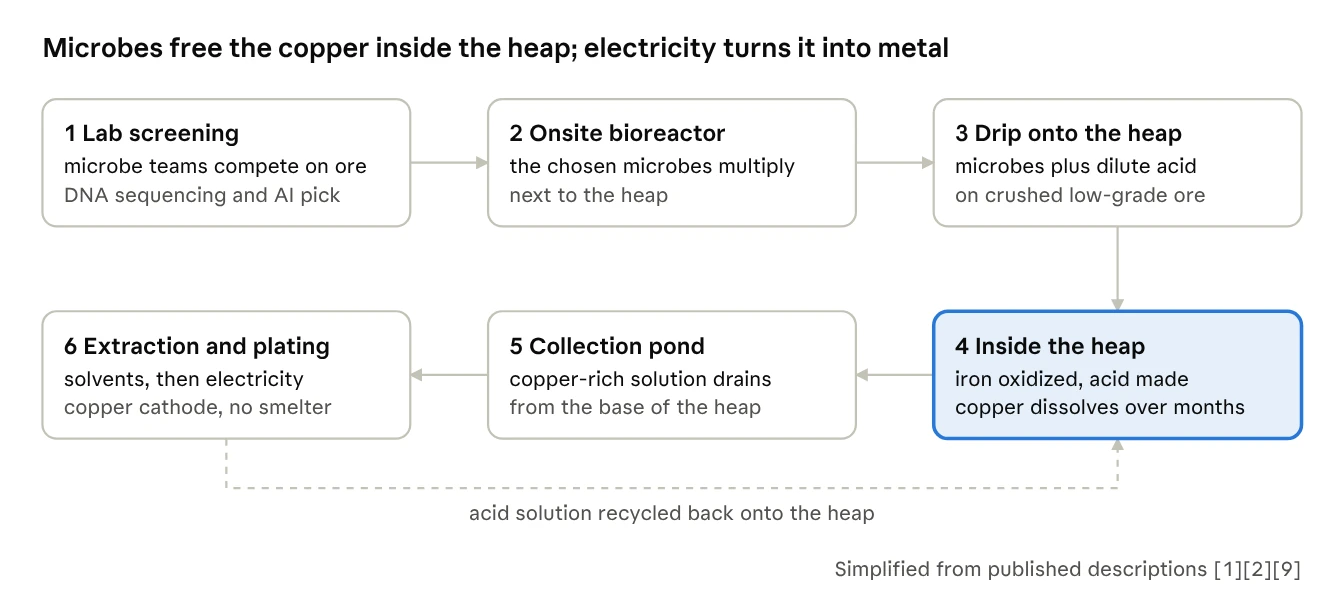 Microbes free the copper inside the heap; electricity turns it into metal
1 Lab screening
microbe teams compete on ore
DNA sequencing and AI pick
2 Onsite bioreactor
the chosen microbes multiply
next to the heap
3 Drip onto the heap
microbes plus dilute acid
on crushed low-grade ore
4 Inside the heap
iron oxidized, acid made
copper dissolves over months
5 Collection pond
copper-rich solution drains
from the base of the heap
6 Extraction and plating
solvents, then electricity
copper cathode, no smelter
acid solution recycled back onto the heap
Simplified from published descriptions [1][2][9]